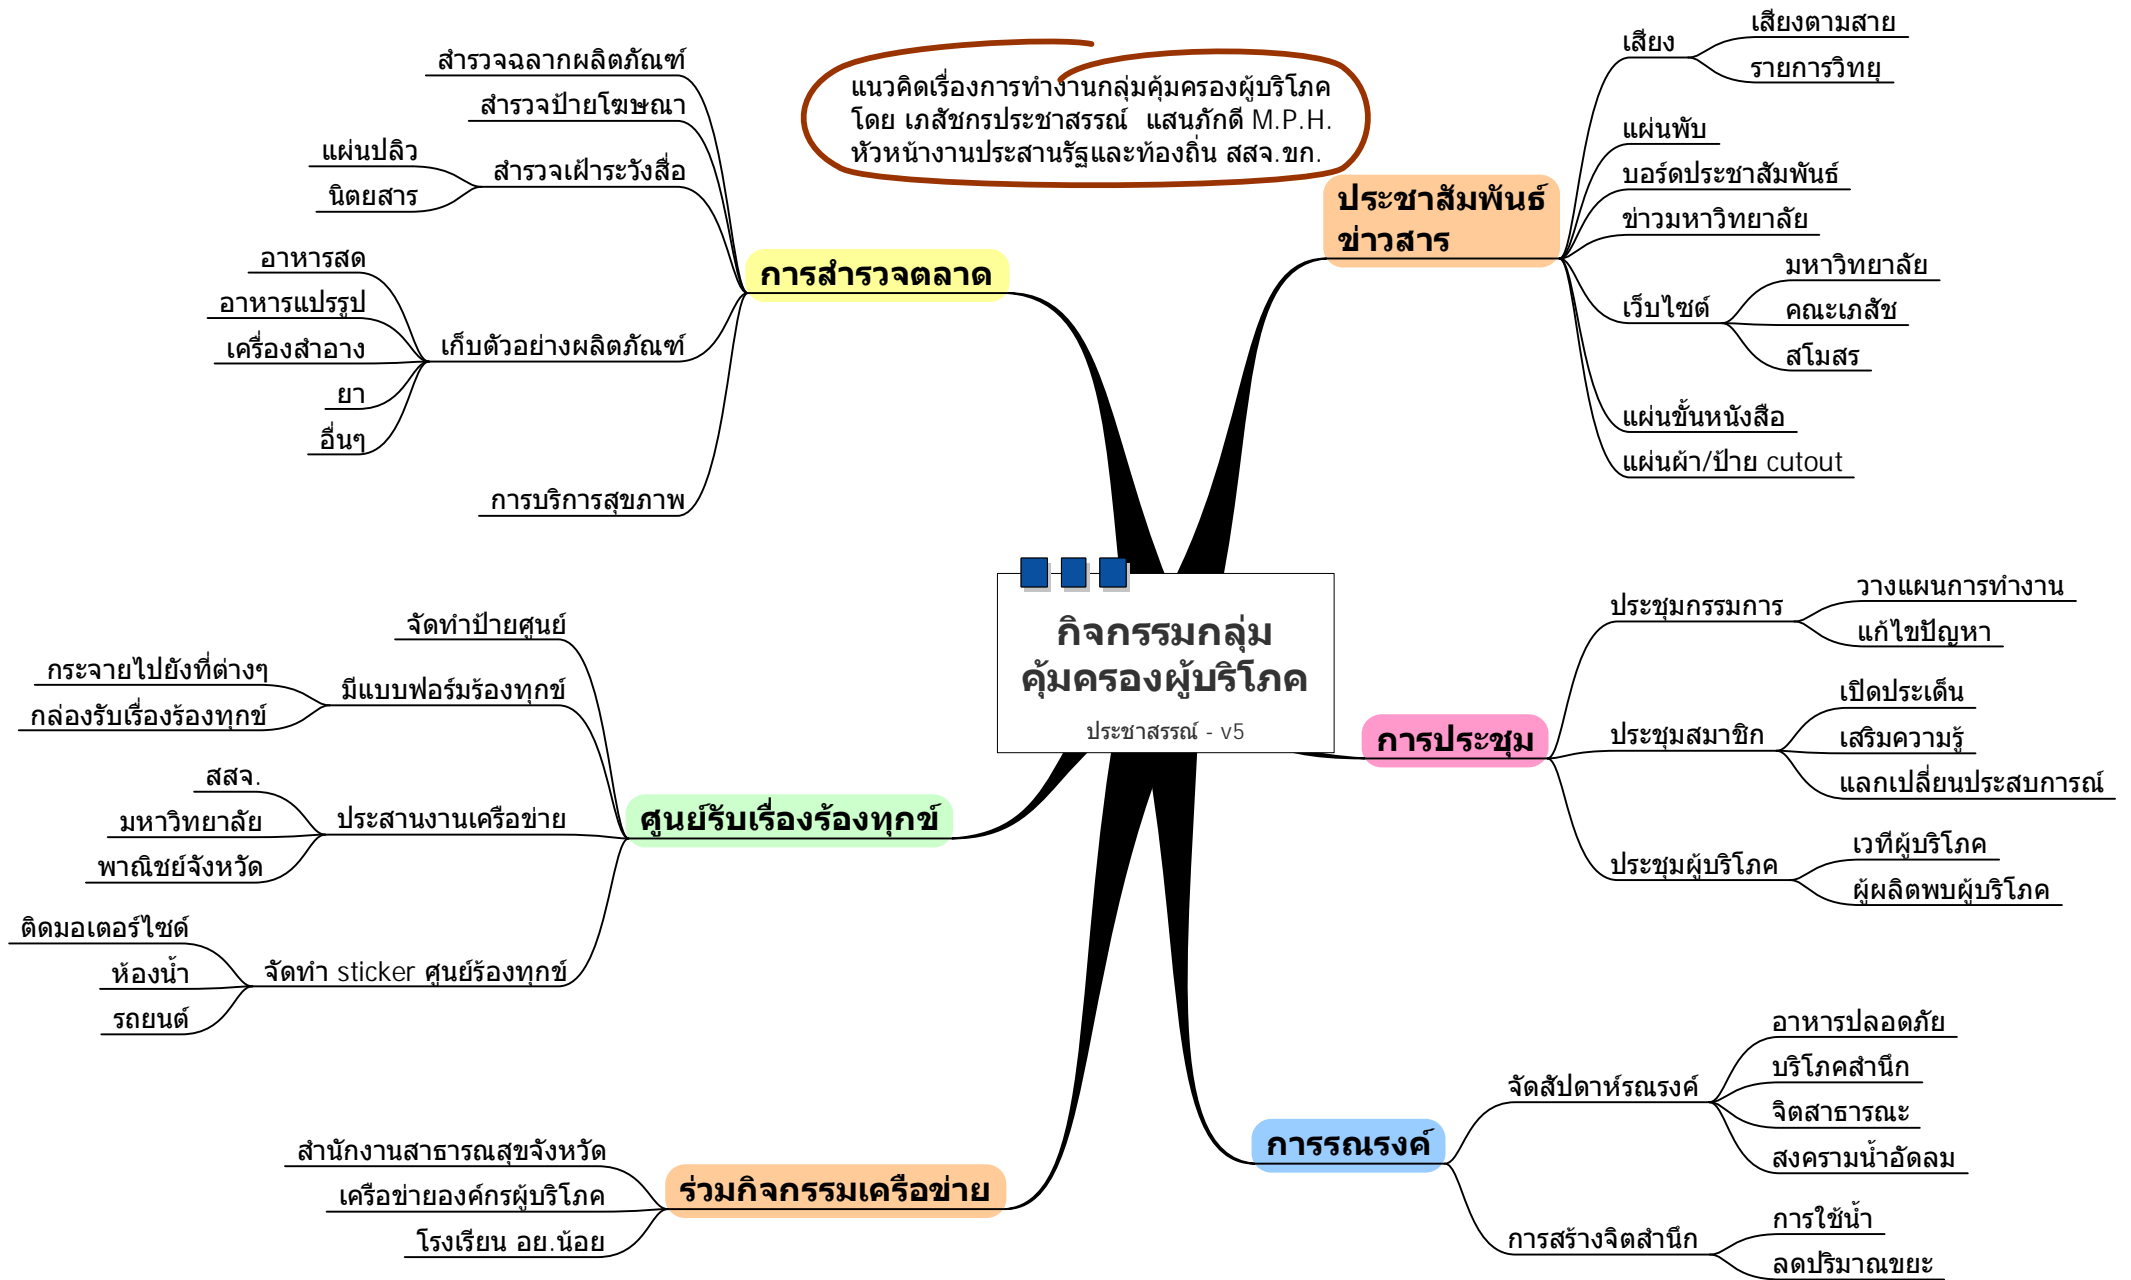 แนวคิดเรื่องการทำงานกลุ่มคุ้มครองผู้บริโภค
โดย เภสัชกรประชาสรรณ์ แสนภักดี M.P.H.
หัวหน้างานประสานรัฐและท้องถิ่น สสจ.ขก.
กิจกรรมกลุ่ม
คุ้มครองผู้บริโภค
ประชาสรรณ์ - v5
ประชาสัมพันธ์
ข่าวสาร
เสียง
เสียงตามสาย
รายการวิทยุ
แผ่นพับ
บอร์ดประชาสัมพันธ์
ข่าวมหาวิทยาลัย
เว็บไซต์
มหาวิทยาลัย
คณะเภสัช
สโมสร
แผ่นขั้นหนังสือ
แผ่นผ้า/ป้าย cutout
การประชุม
ประชุมกรรมการ
วางแผนการทำงาน
แก้ไขปัญหา
ประชุมสมาชิก
เปิดประเด็น
เสริมความรู้
แลกเปลี่ยนประสบการณ์
ประชุมผู้บริโภค
เวทีผู้บริโภค
ผู้ผลิตพบผู้บริโภค
การรณรงค์
จัดสัปดาห์รณรงค์
อาหารปลอดภัย
บริโภคสำนึก
จิตสาธารณะ
สงครามน้ำอัดลม
การสร้างจิตสำนึก
การใช้น้ำ
ลดปริมาณขยะ
การสำรวจตลาด
สำรวจฉลากผลิตภัณฑ์
สำรวจป้ายโฆษณา
สำรวจเฝ้าระวังสื่อ
แผ่นปลิว
นิตยสาร
เก็บตัวอย่างผลิตภัณฑ์
อาหารสด
อาหารแปรรูป
เครื่องสำอาง
ยา
อื่นๆ
การบริการสุขภาพ
ศูนย์รับเรื่องร้องทุกข์
จัดทำป้ายศูนย์
มีแบบฟอร์มร้องทุกข์
กระจายไปยังที่ต่างๆ
กล่องรับเรื่องร้องทุกข์
ประสานงานเครือข่าย
สสจ.
มหาวิทยาลัย
พาณิชย์จังหวัด
จัดทำ sticker ศูนย์ร้องทุกข์
ติดมอเตอร์ไซด์
ห้องน้ำ
รถยนต์
ร่วมกิจกรรมเครือข่าย
สำนักงานสาธารณสุขจังหวัด
เครือข่ายองค์กรผู้บริโภค
โรงเรียน อย.น้อย